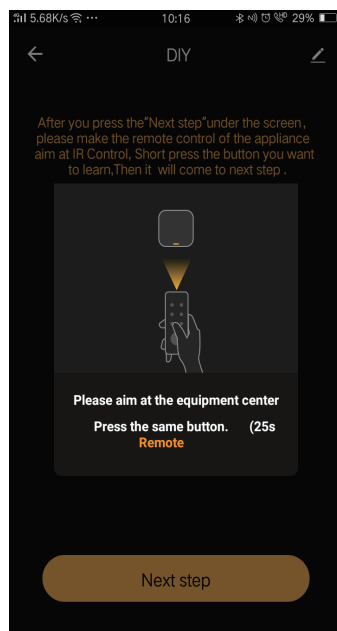 5.68K/s ... 10:16 29%
DIY
After you press the"Next step"under the screen,
please make the remote control of the appliance
aim at IR Control, Short press the button you want
to learn,Then it will come to next step .
Please aim at the equipment center
Press the same button. (25s
Remote
Next step